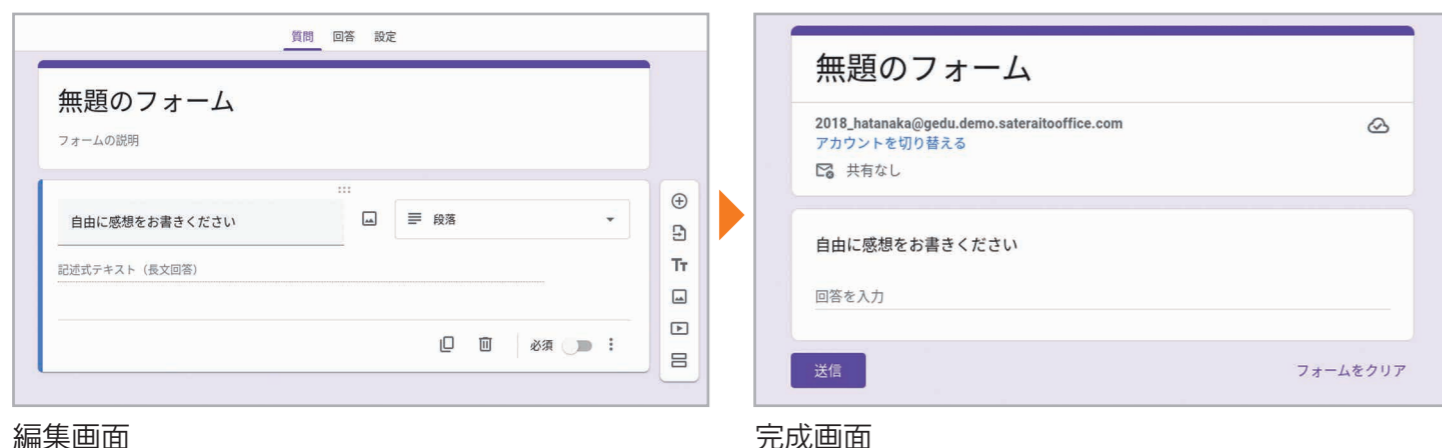 質問 回答 設定
無題のフォーム
フォームの説明
自由に感想をお書きください
段落
記述式テキスト（長文回答）
必須
Tт
編集画面
無題のフォーム
2018_hatanaka@gedu.demo.sateraitooffice.com
アカウントを切り替える
共有なし
自由に感想をお書きください
回答を入力
送信 フォームをクリア
完成画面